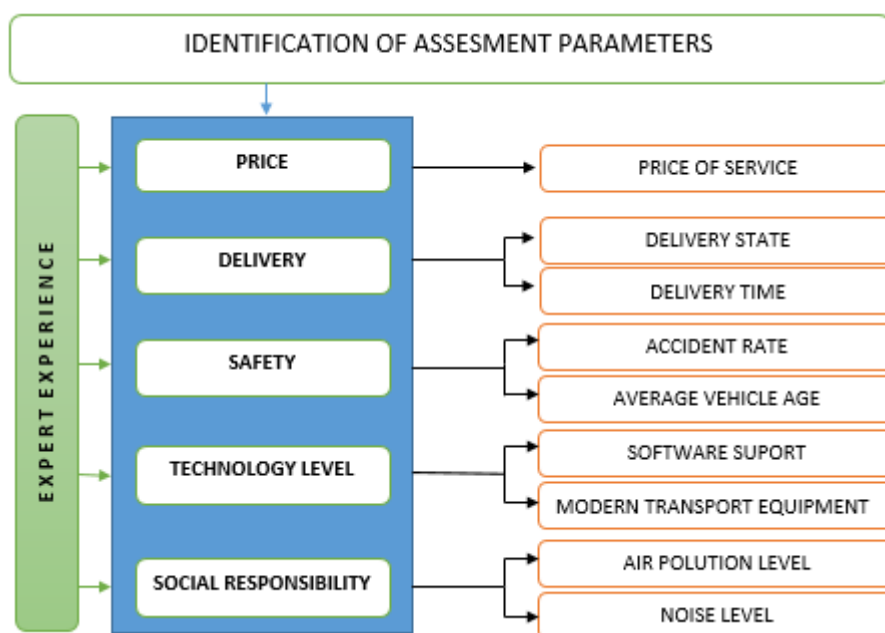 IDENTIFICATION OF ASSESMENT PARAMETERS
EXPERT EXPERIENCE
PRICE
PRICE OF SERVICE
DELIVERY
DELIVERY STATE
DELIVERY TIME
SAFETY
ACCIDENT RATE
AVERAGE VEHICLE AGE
TECHNOLOGY LEVEL
SOFTWARE SUPORT
MODERN TRANSPORT EQUIPMENT
SOCIAL RESPONSIBILITY
AIR POLUTION LEVEL
NOISE LEVEL